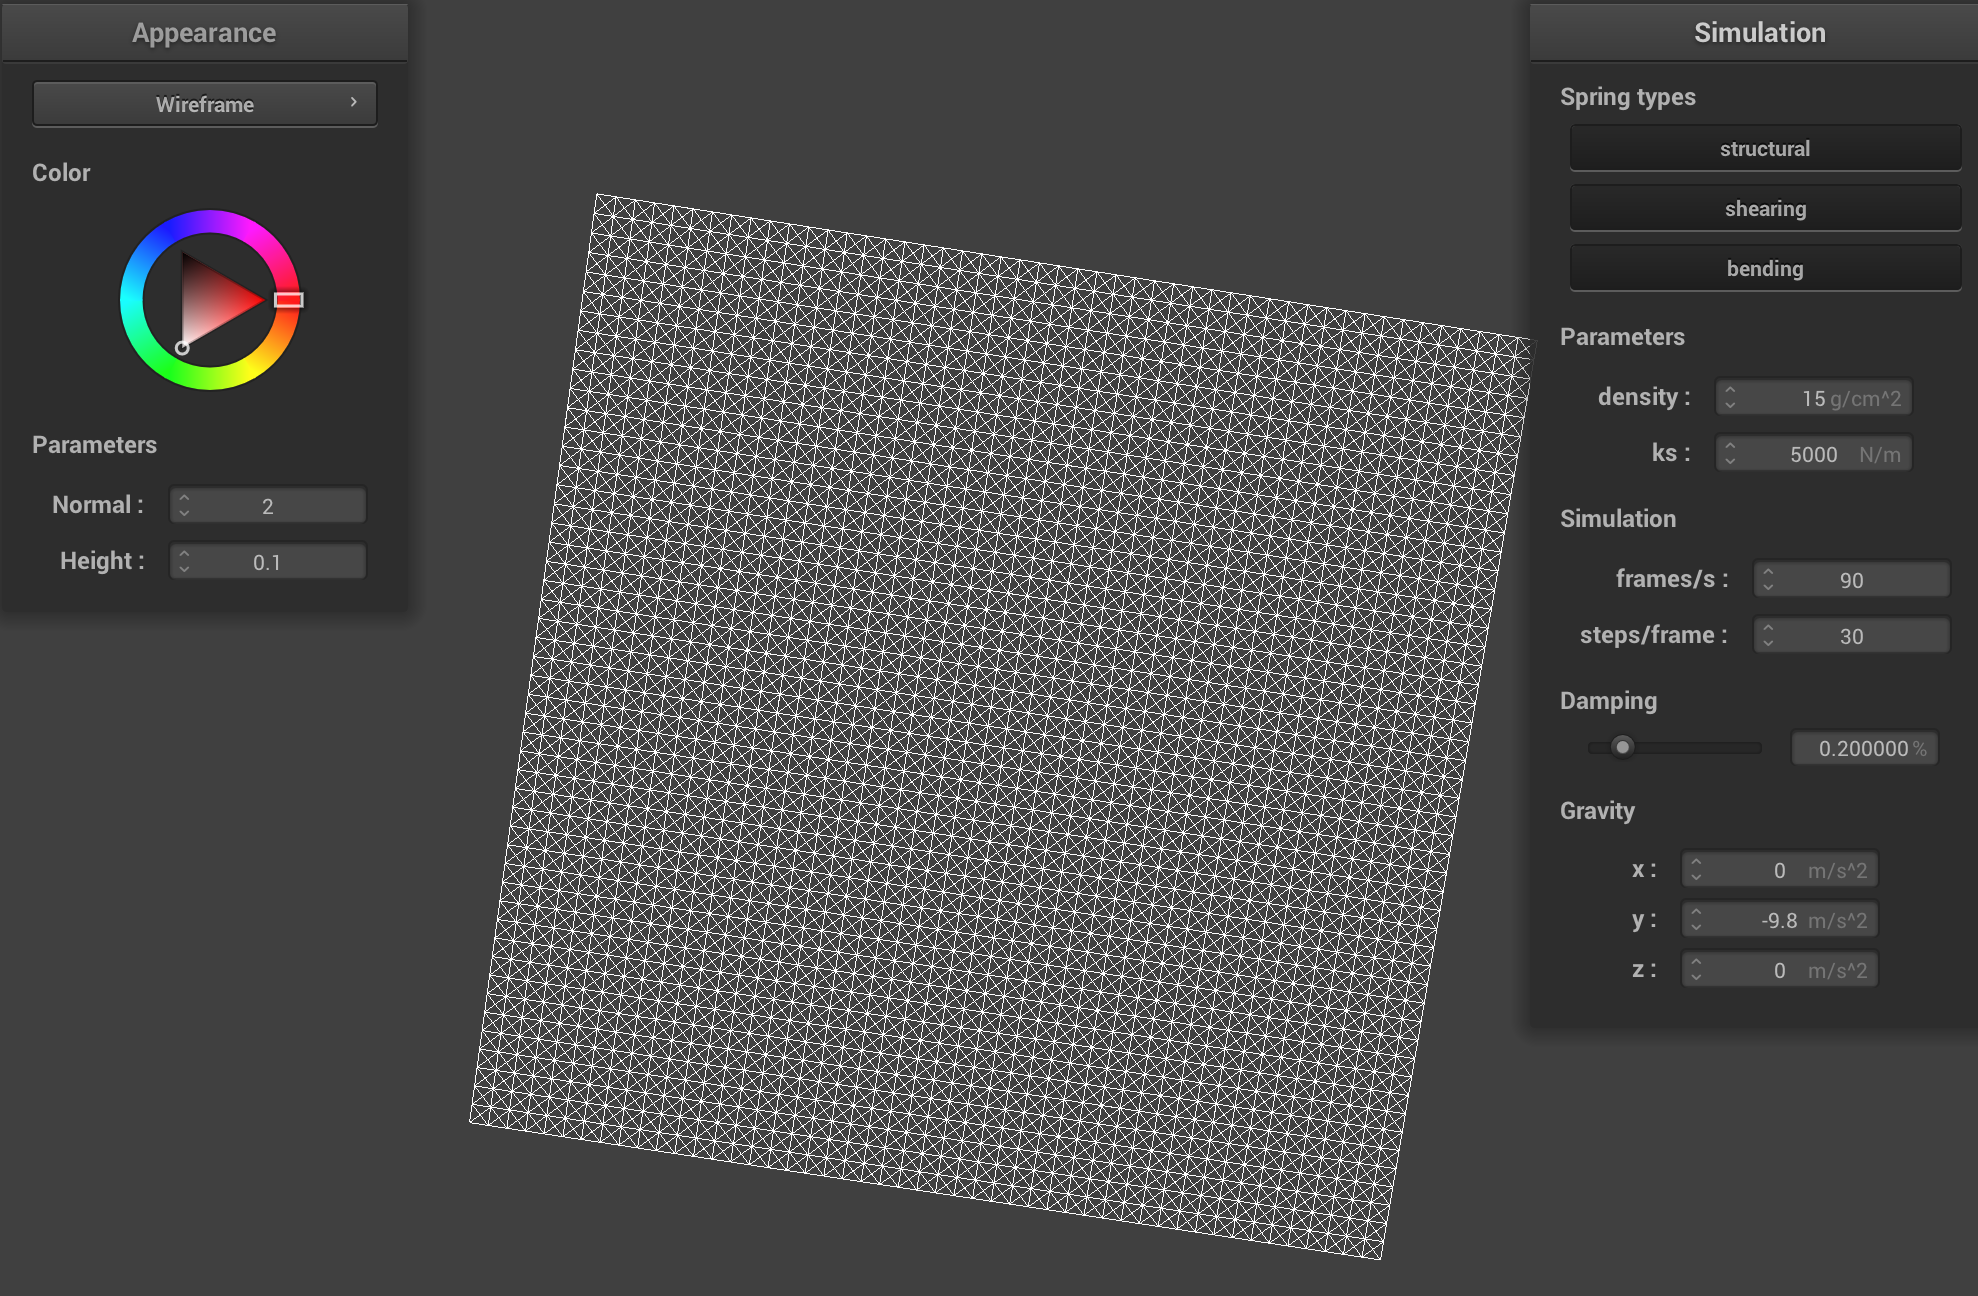 Appearance
Wireframe
Color
Parameters
Normal : 2
Height : 0.1
Simulation
Spring types
structural
shearing
bending
Parameters
density : 15 g/cm^2
ks : 5000 N/m
Simulation
frames/s : 90
steps/frame : 30
Damping
0.200000 %
Gravity
x : 0 m/s^2
y : -9.8 m/s^2
z : 0 m/s^2